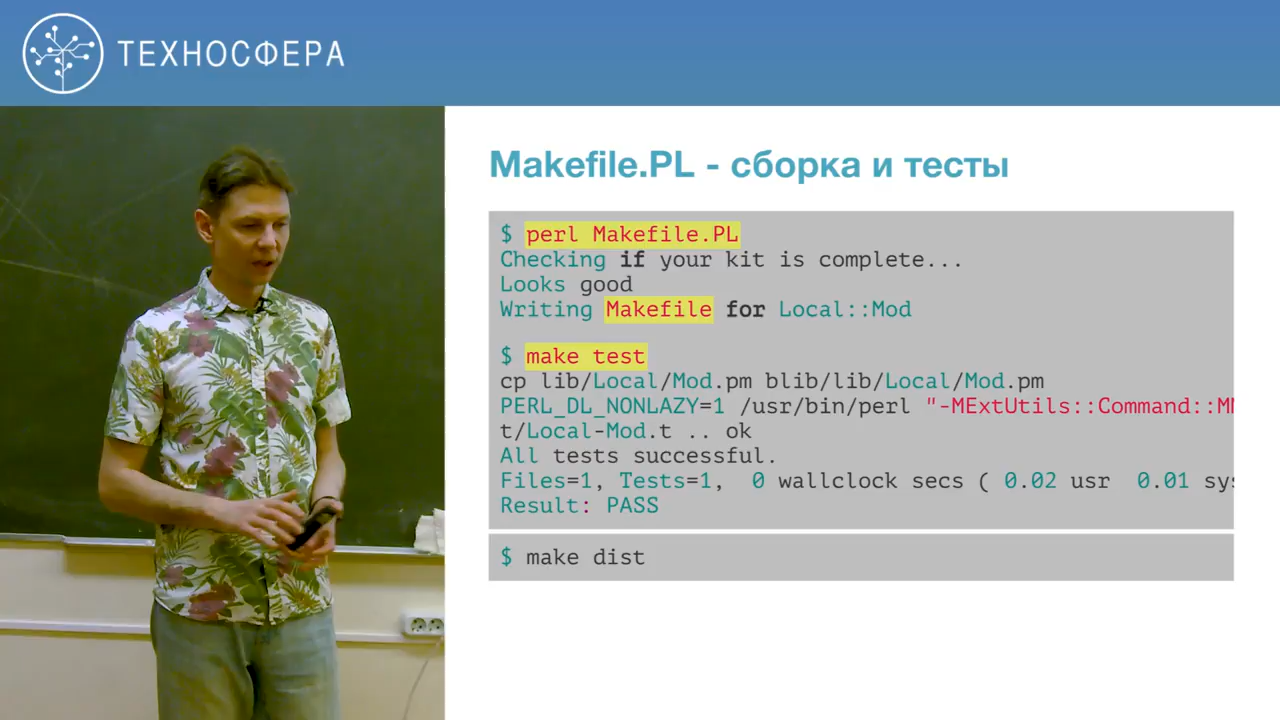 ТЕХНОСФЕРА
Makefile.PL - сборка и тесты
$ perl Makefile.PL
Checking if your kit is complete...
Looks good
Writing Makefile for Local::Mod
$ make test
cp lib/Local/Mod.pm blib/lib/Local/Mod.pm
PERL_DL_NONLAZY=1 /usr/bin/perl "-MExtUtils::Command::M
t/Local-Mod.t .. ok
All tests successful.
Files=1, Tests=1,  0 wallclock secs ( 0.02 usr  0.01 sys
Result: PASS
$ make dist